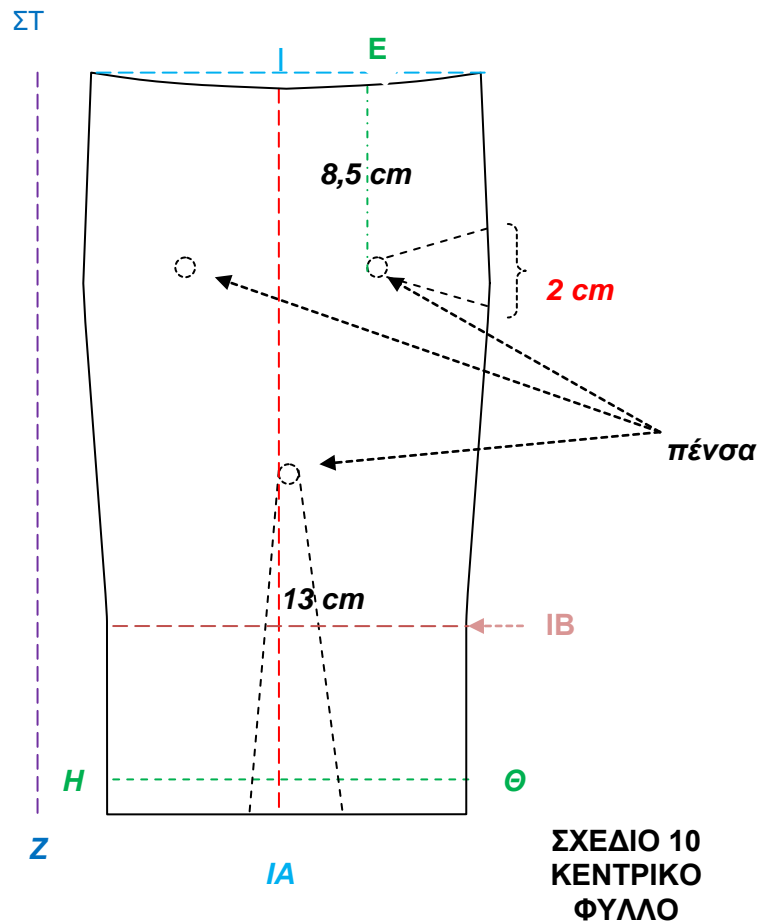 ΣΤ
Ι
Ε
8,5 cm
2 cm
πένσα
13 cm
ΙΒ
Η
Θ
Ζ
ΙΑ
ΣΧΕΔΙΟ 10
ΚΕΝΤΡΙΚΟ
ΦΥΛΛΟ